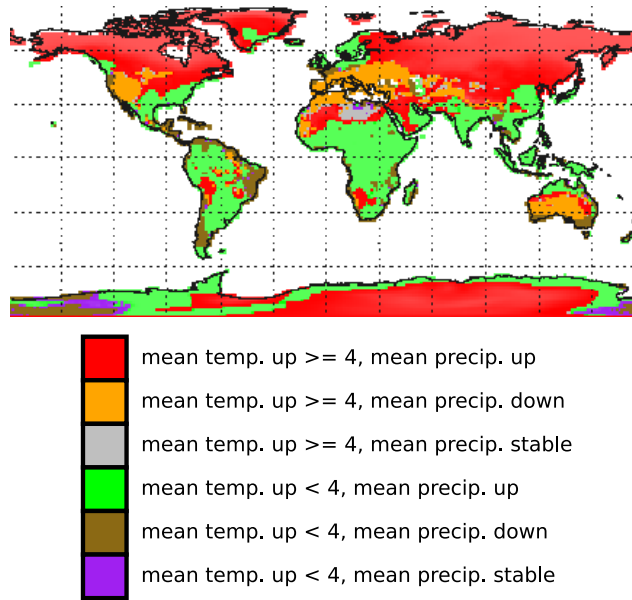 mean temp. up >= 4, mean precip. up
mean temp. up >= 4, mean precip. down
mean temp. up >= 4, mean precip. stable
mean temp. up < 4, mean precip. up
mean temp. up < 4, mean precip. down
mean temp. up < 4, mean precip. stable